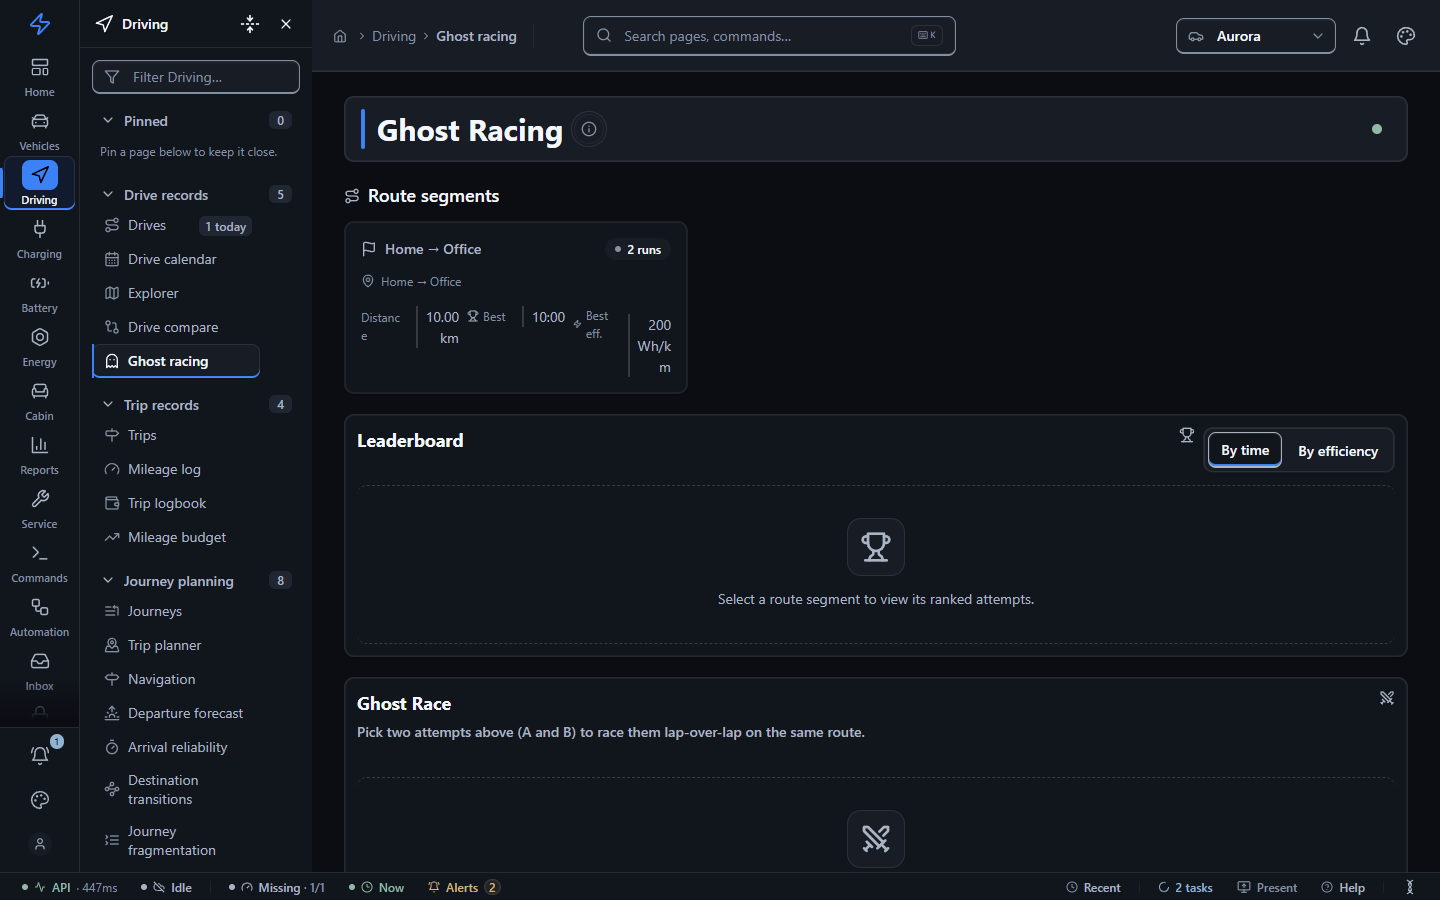 Home
Vehicles
Driving
Charging
Battery
Energy
Cabin
Reports
Service
Commands
Automation
Inbox
1
Driving
Filter Driving...
Pinned 0
Pin a page below to keep it close.
Drive records 5
Drives 1 today
Drive calendar
Explorer
Drive compare
Ghost racing
Trip records 4
Trips
Mileage log
Trip logbook
Mileage budget
Journey planning 8
Journeys
Trip planner
Navigation
Departure forecast
Arrival reliability
Destination
transitions
Journey
fragmentation
Driving Ghost racing
Search pages, commands... K
Aurora
Ghost Racing
Route segments
Home → Office 2 runs
Home → Office
Distanc
e
10.00
km
Best
10:00
Best
eff.
200
Wh/k
m
Leaderboard
By time By efficiency
Select a route segment to view its ranked attempts.
Ghost Race
Pick two attempts above (A and B) to race them lap-over-lap on the same route.
API · 447ms Idle Missing · 1/1 Now Alerts 2 Recent 2 tasks Present Help